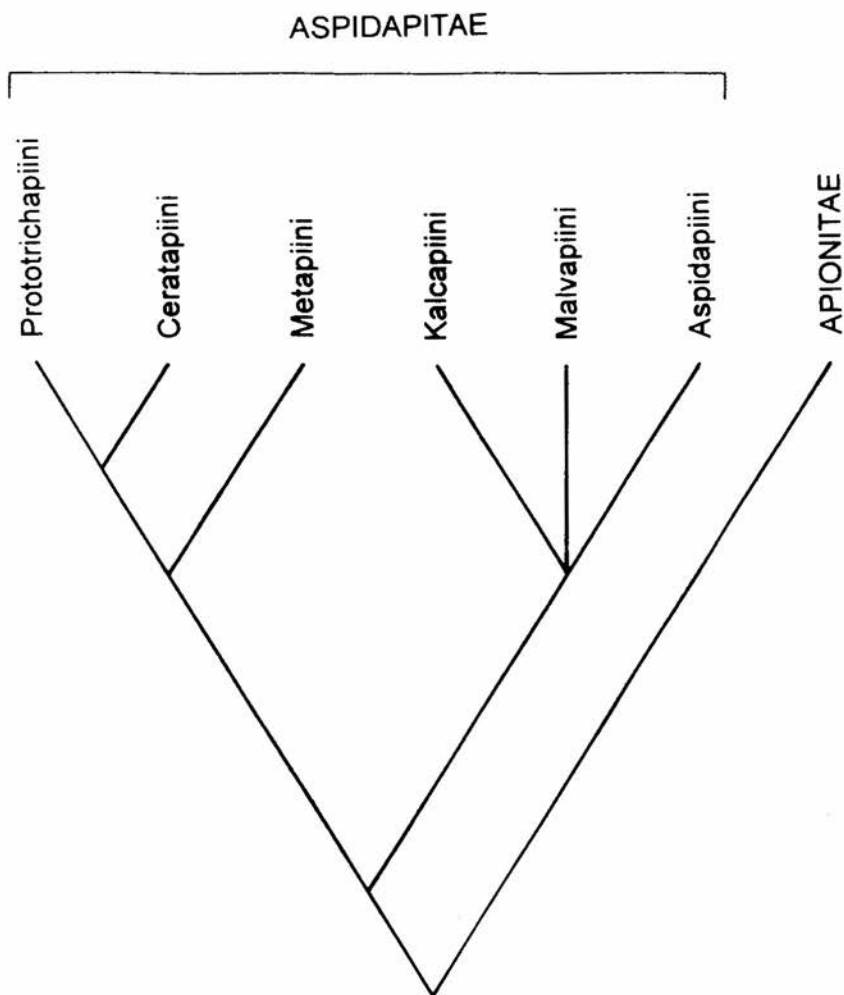 ASPIDAPITAE
Prototrichapiini
Ceratapiini
Metapiini
Kalcapiini
Malvapiini
Aspidapiini
APIONITAE